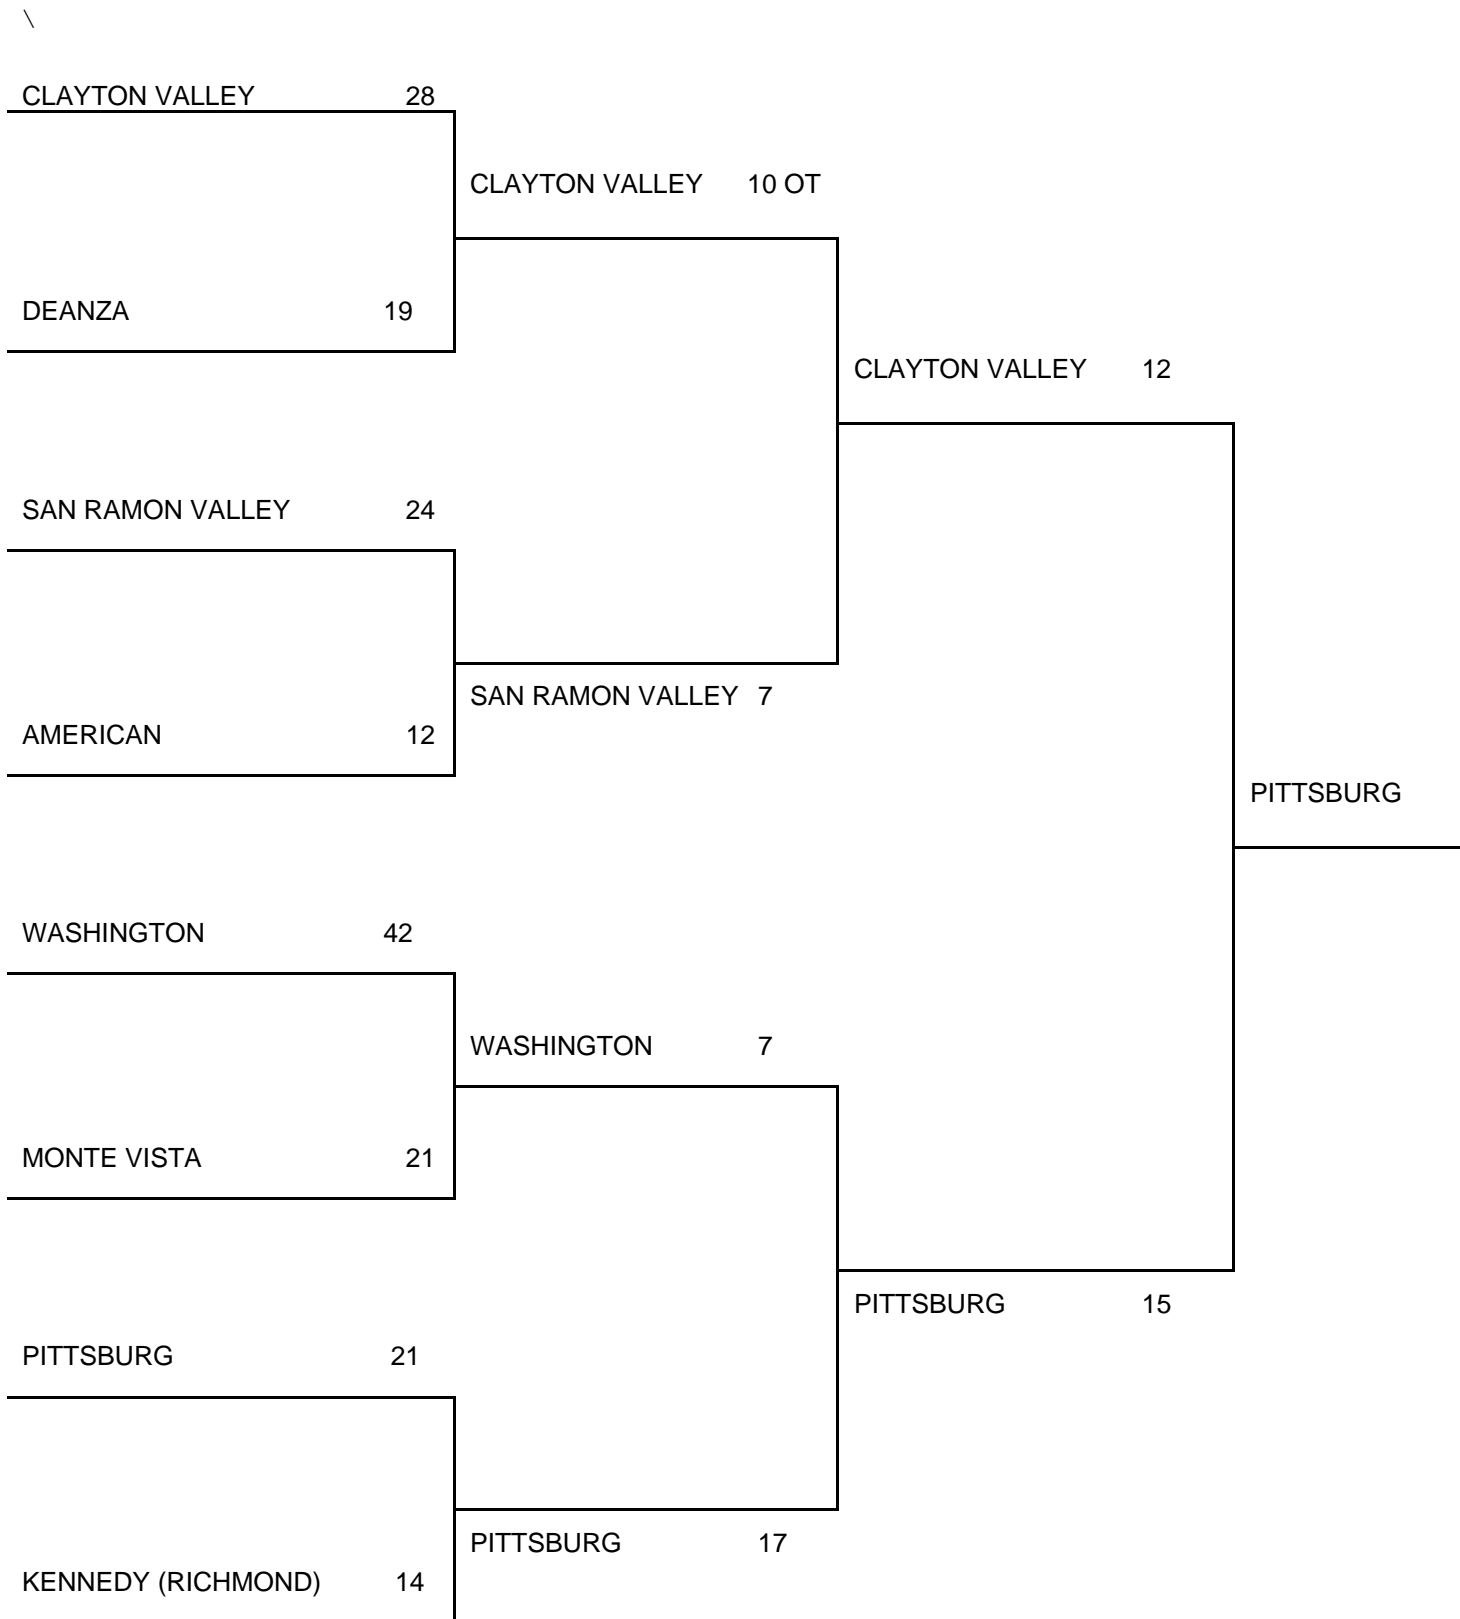 \
CLAYTON VALLEY 28
CLAYTON VALLEY 10 OT
DEANZA 19
CLAYTON VALLEY 12
SAN RAMON VALLEY 24
SAN RAMON VALLEY 7
AMERICAN 12
PITTSBURG
WASHINGTON 42
WASHINGTON 7
MONTE VISTA 21
PITTSBURG 15
PITTSBURG 21
PITTSBURG 17
KENNEDY (RICHMOND) 14